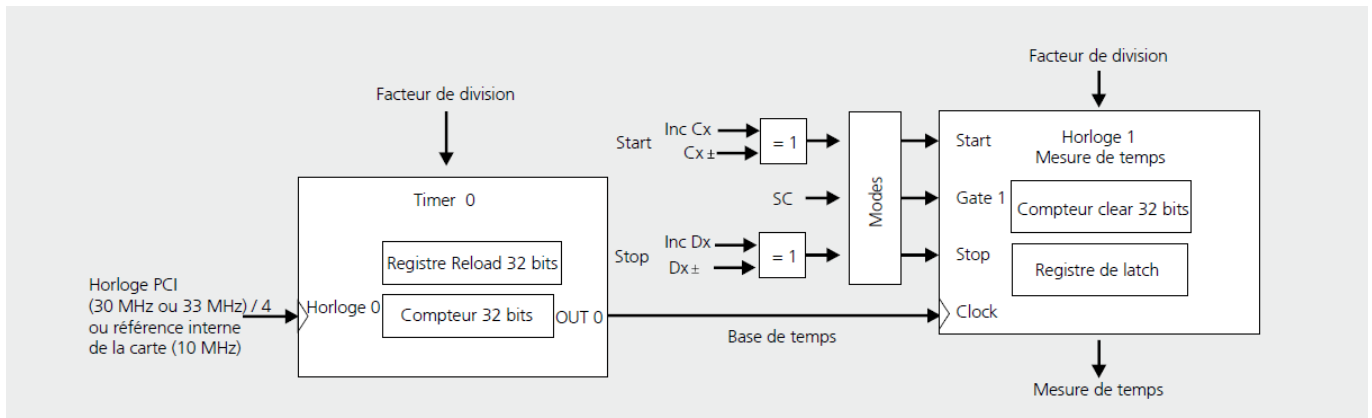 Facteur de division
Timer 0
Registre Reload 32 bits
Horloge PCI
(30 MHz ou 33 MHz) / 4
ou référence interne
de la carte (10 MHz)
Horloge 0
Compteur 32 bits
OUT 0
Start
Inc Cx
Cx ±
= 1
SC
Stop
Inc Dx
Dx ±
= 1
Modes
Base de temps
Facteur de division
Start
Horloge 1
Mesure de temps
Gate 1
Compteur clear 32 bits
Stop
Registre de latch
Clock
Mesure de temps